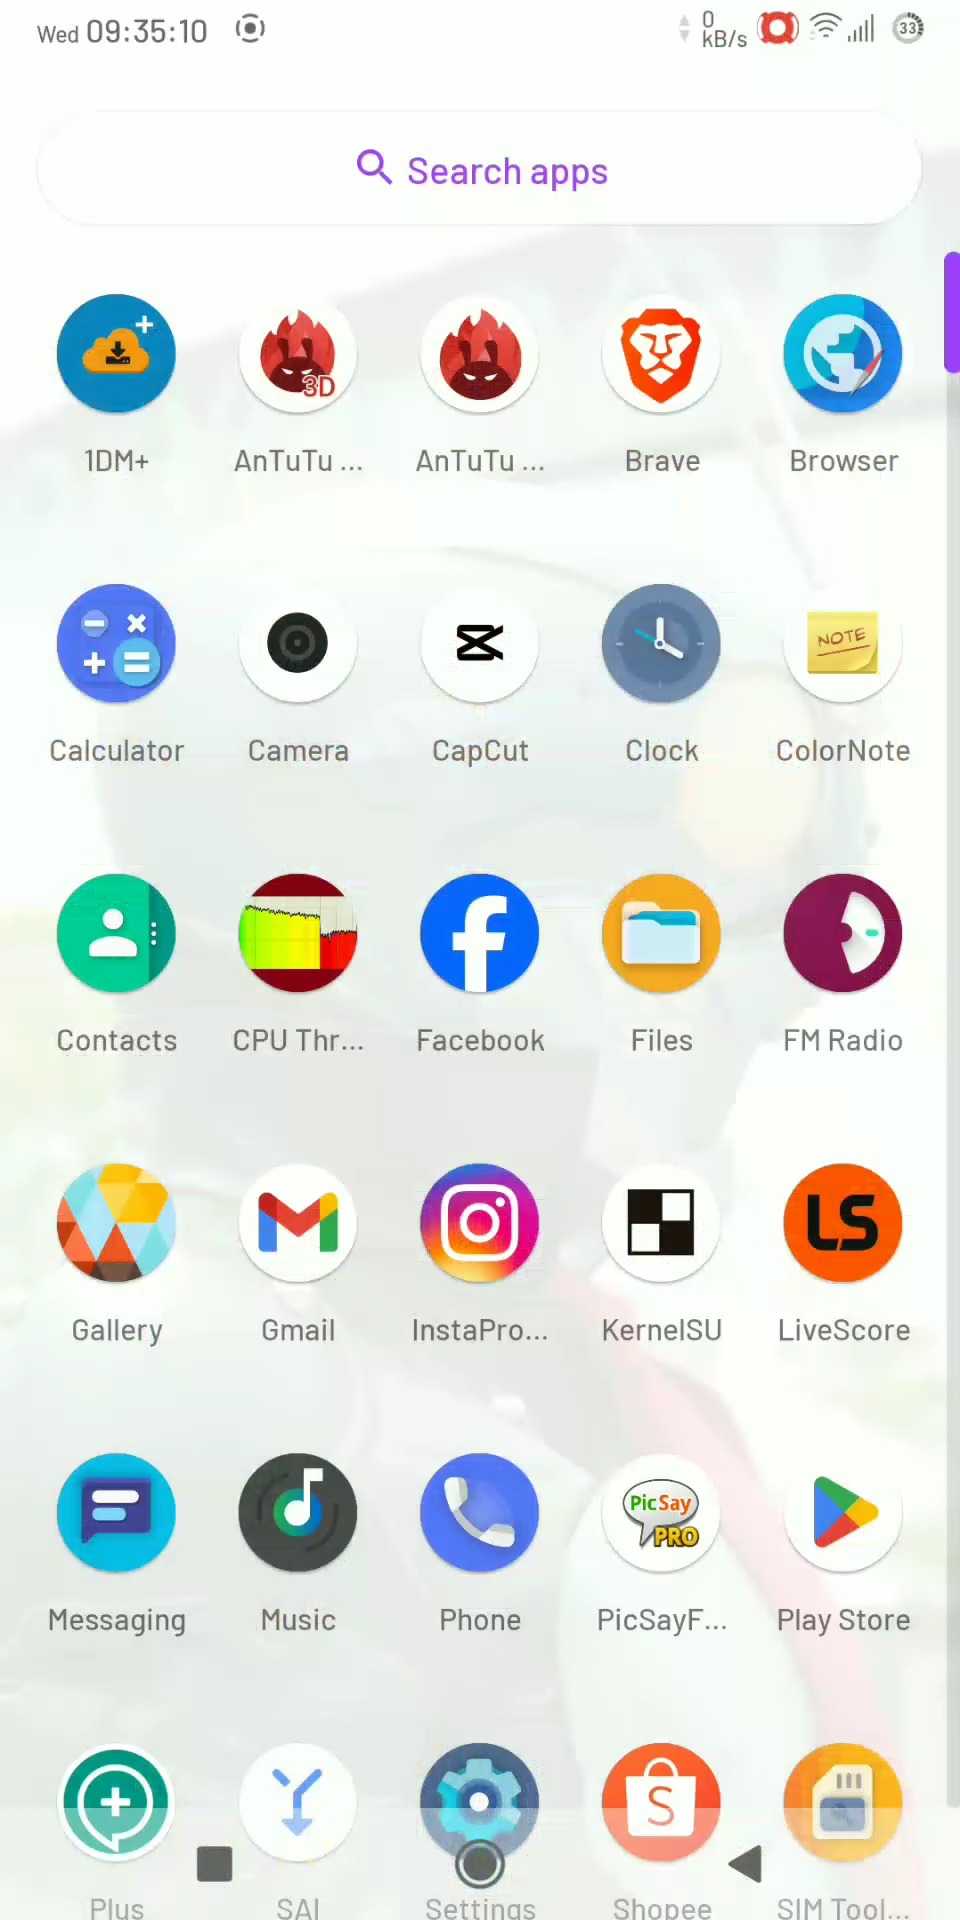 Wed 09:35:10
0 kB/s
33
Search apps
3D
1DM+
AnTuTu ...
AnTuTu ...
Brave
Browser
NOTE
Calculator
Camera
CapCut
Clock
ColorNote
Contacts
CPU Thr...
Facebook
Files
FM Radio
LS
Gallery
Gmail
InstaPro...
KernelSU
LiveScore
PicSay
PRO
Messaging
Music
Phone
PicSayF...
Play Store
S
Plus
SAI
Settings
Shopee
SIM Tool...